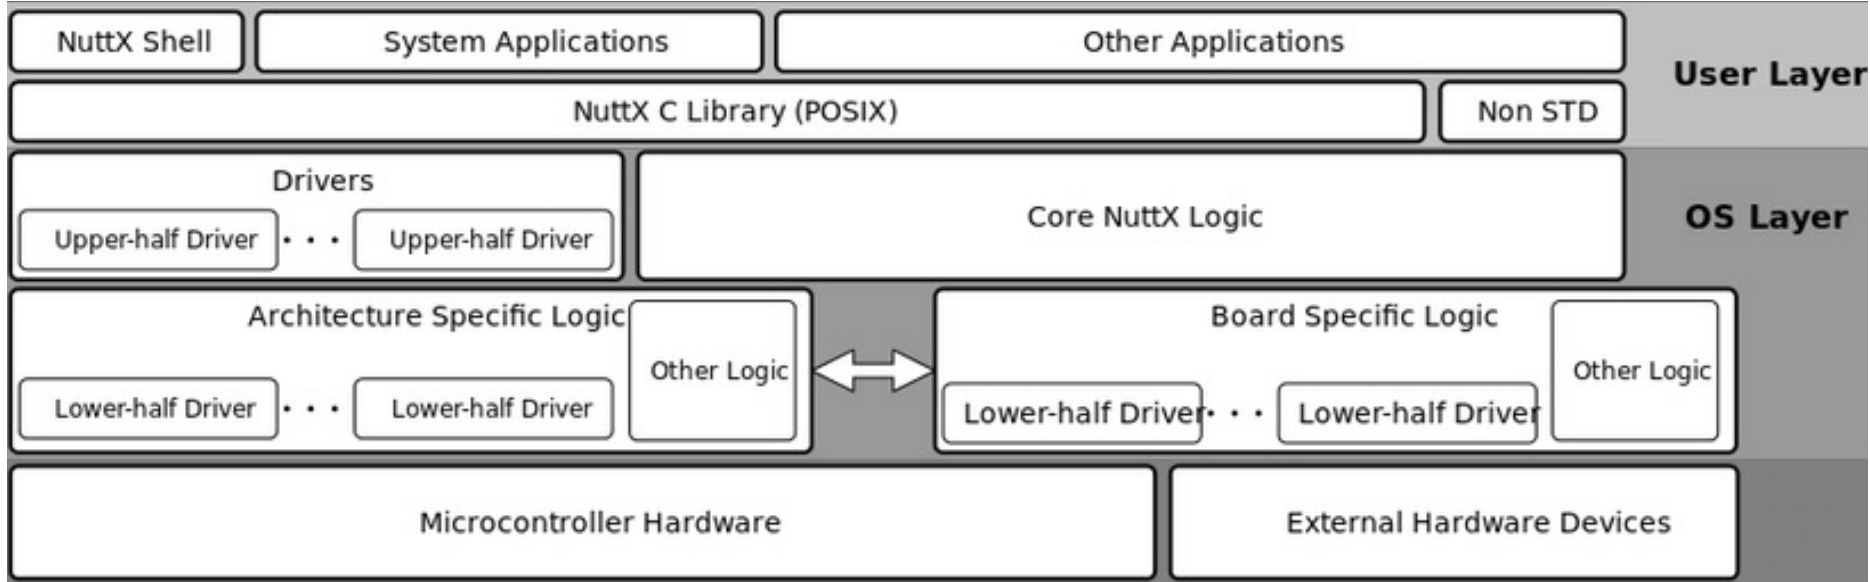 NuttX Shell
System Applications
Other Applications
User Layer
NuttX C Library (POSIX)
Non STD
Drivers
Upper-half Driver
· · ·
Upper-half Driver
Core NuttX Logic
OS Layer
Architecture Specific Logic
Lower-half Driver
· · ·
Lower-half Driver
Other Logic
Board Specific Logic
Lower-half Driver
· · ·
Lower-half Driver
Other Logic
Microcontroller Hardware
External Hardware Devices